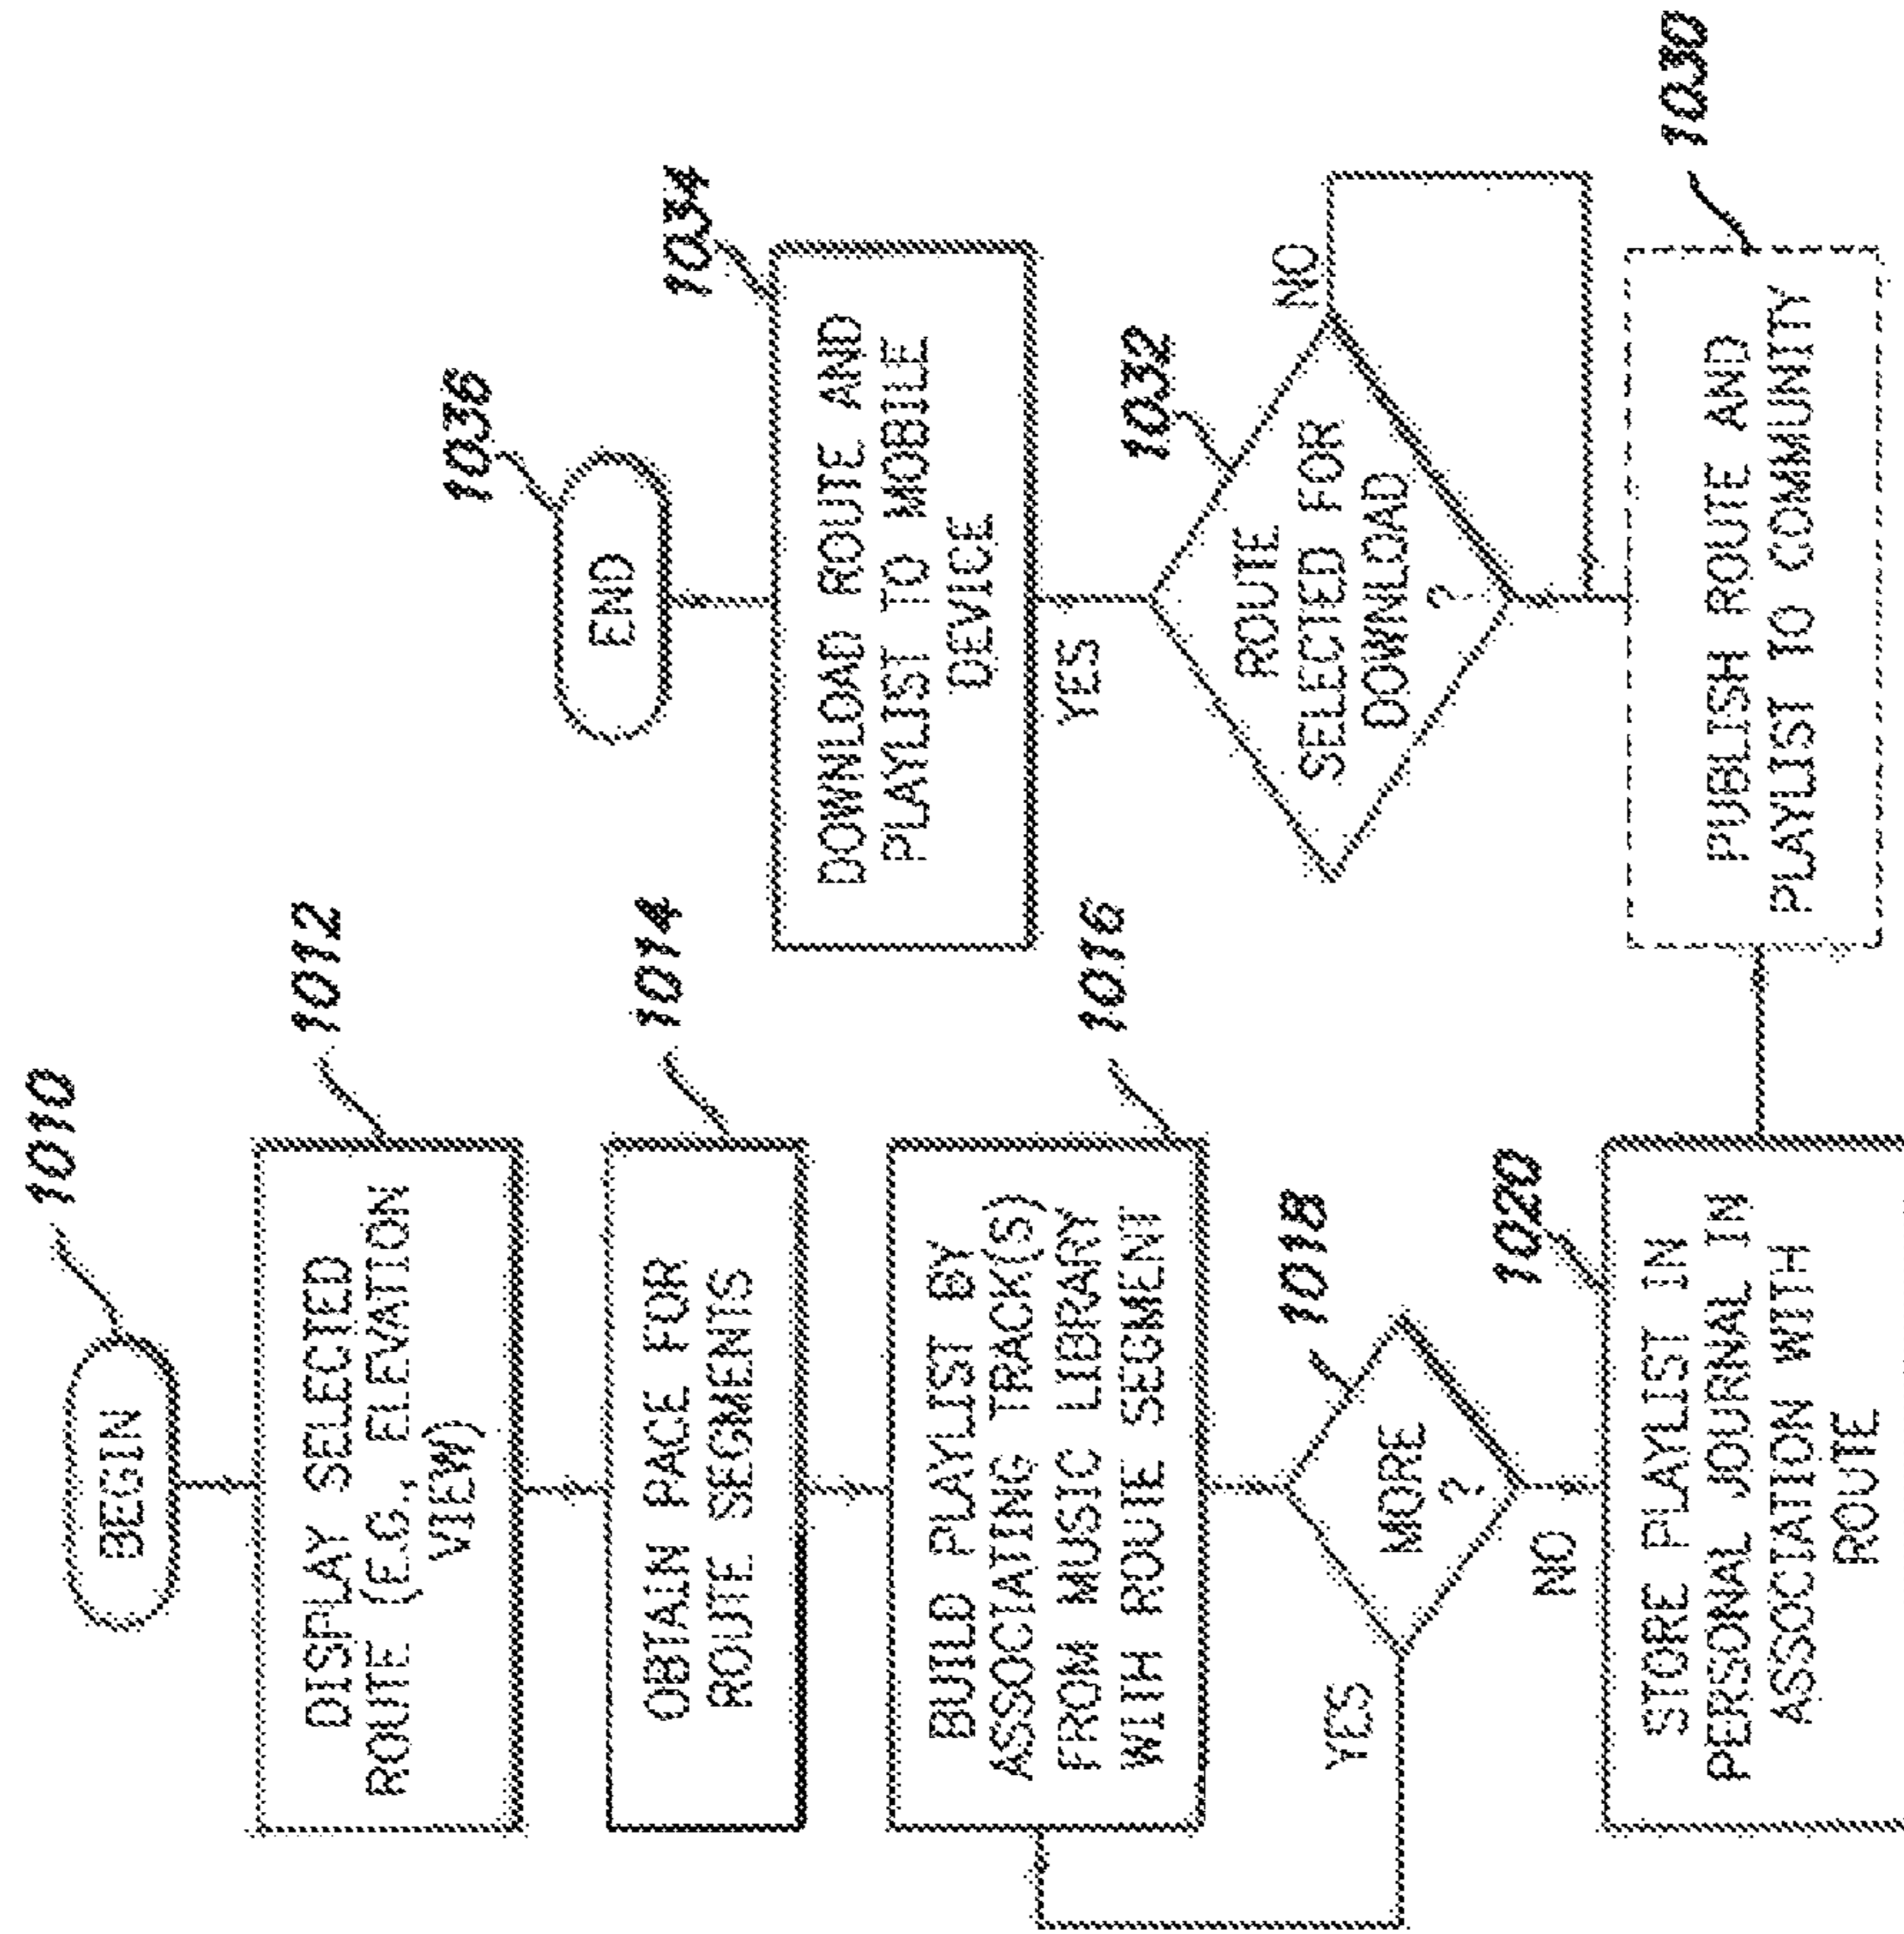 1010
BEGIN
1012
DISPLAY SELECTED
ROUTE (E.G., ELEVATION
VIEW)
1014
OBTAIN PACE FOR
ROUTE SEGMENTS
1016
BUILD PLAYLIST BY
ASSOCIATING TRACK(S)
FROM MUSIC LIBRARY
WITH ROUTE SEGMENT
1018
MORE
?
YES
NO
1020
STORE PLAYLIST IN
PERSONAL JOURNAL IN
ASSOCIATION WITH
ROUTE
1030
PUBLISH ROUTE AND
PLAYLIST TO COMMUNITY
1032
ROUTE
SELECTED FOR
DOWNLOAD
?
NO
YES
1034
DOWNLOAD ROUTE AND
PLAYLIST TO MOBILE
DEVICE
1036
END